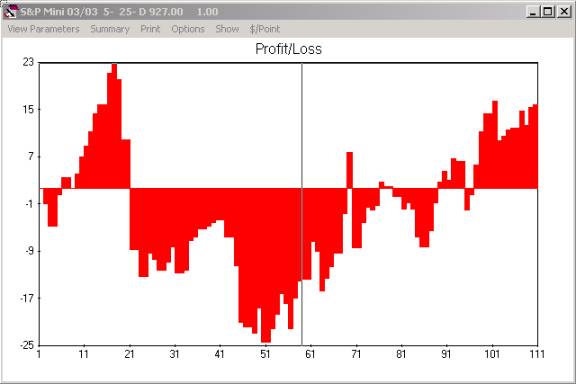 S&P Mini 03/03 5- 25- D 927.00 1.00
View Parameters Summary Print Options Show $/Point
Profit/Loss
23
15
7
-1
-9
-17
-25
1 11 21 31 41 51 61 71 81 91 101 111